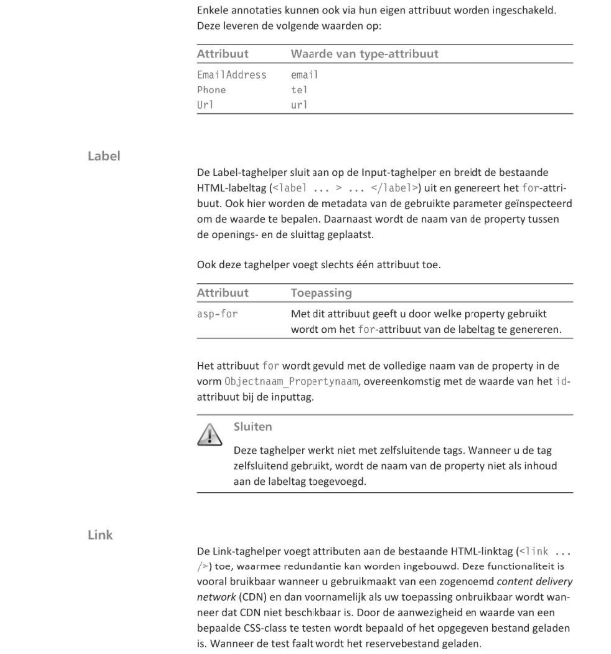 Enkele annotaties kunnen ook via hun eigen attribuut worden ingeschakeld.
Deze leveren de volgende waarden op:
Attribuut Waarde van type-attribuut
EmailAddress email
Phone tel
Url url
Label
De Label-taghelper sluit aan op de Input-taghelper en breidt de bestaande
HTML-labeltag (<label ... > ... </label>) uit en genereert het for-attri-
buut. Ook hier worden de metadata van de gebruikte parameter geïnspecteerd
om de waarde te bepalen. Daarnaast wordt de naam van de property tussen
de openings- en de sluittag geplaatst.
Ook deze taghelper voegt slechts één attribuut toe.
Attribuut Toepassing
asp-for Met dit attribuut geeft u door welke property gebruikt
wordt om het for-attribuut van de labeltag te genereren.
Het attribuut for wordt gevuld met de volledige naam van de property in de
vorm Objectnaam_Propertynaam, overeenkomstig met de waarde van het id-
attribuut bij de inputtag.
Sluiten
Deze taghelper werkt niet met zelfsluitende tags. Wanneer u de tag
zelfsluitend gebruikt, wordt de naam van de property niet als inhoud
aan de labeltag toegevoegd.
Link
De Link-taghelper voegt attributen aan de bestaande HTML-linktag (<link ...
/>) toe, waarmee redundantie kan worden ingebouwd. Deze functionaliteit is
vooral bruikbaar wanneer u gebruikmaakt van een zogenoemd content delivery
network (CDN) en dan voornamelijk als uw toepassing onbruikbaar wordt wan-
neer dat CDN niet beschikbaar is. Door de aanwezigheid en waarde van een
bepaalde CSS-class te testen wordt bepaald of het opgegeven bestand geladen
is. Wanneer de test faalt wordt het reservebestand geladen.